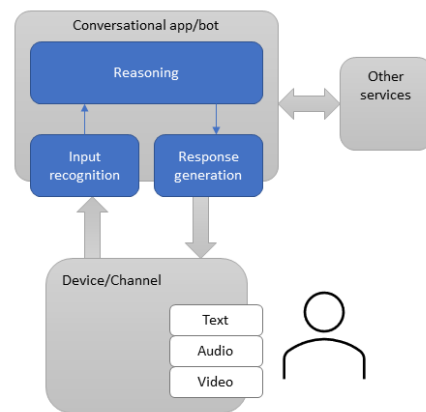 Conversational app/bot
Reasoning
Other
services
Input
recognition
Response
generation
Device/Channel
Text
Audio
Video